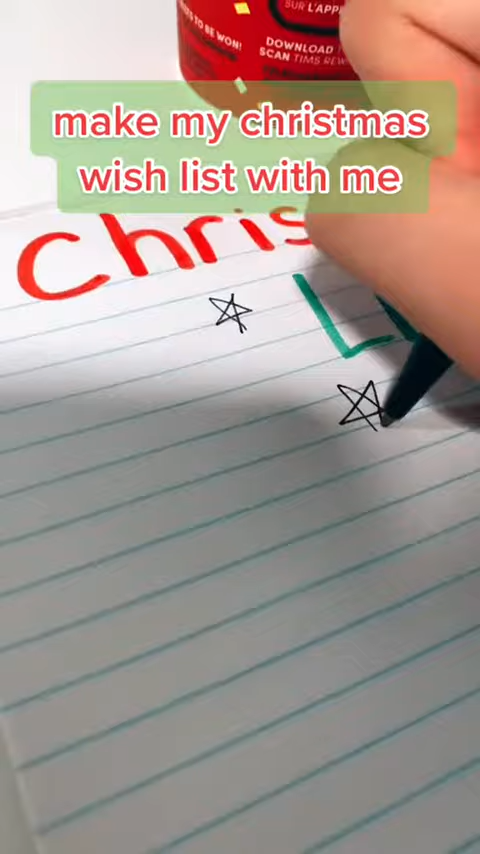 SUR L'APP
TO BE WON!
DOWNLOAD
SCAN TIMS REW
make my christmas
wish list with me
Chris
L